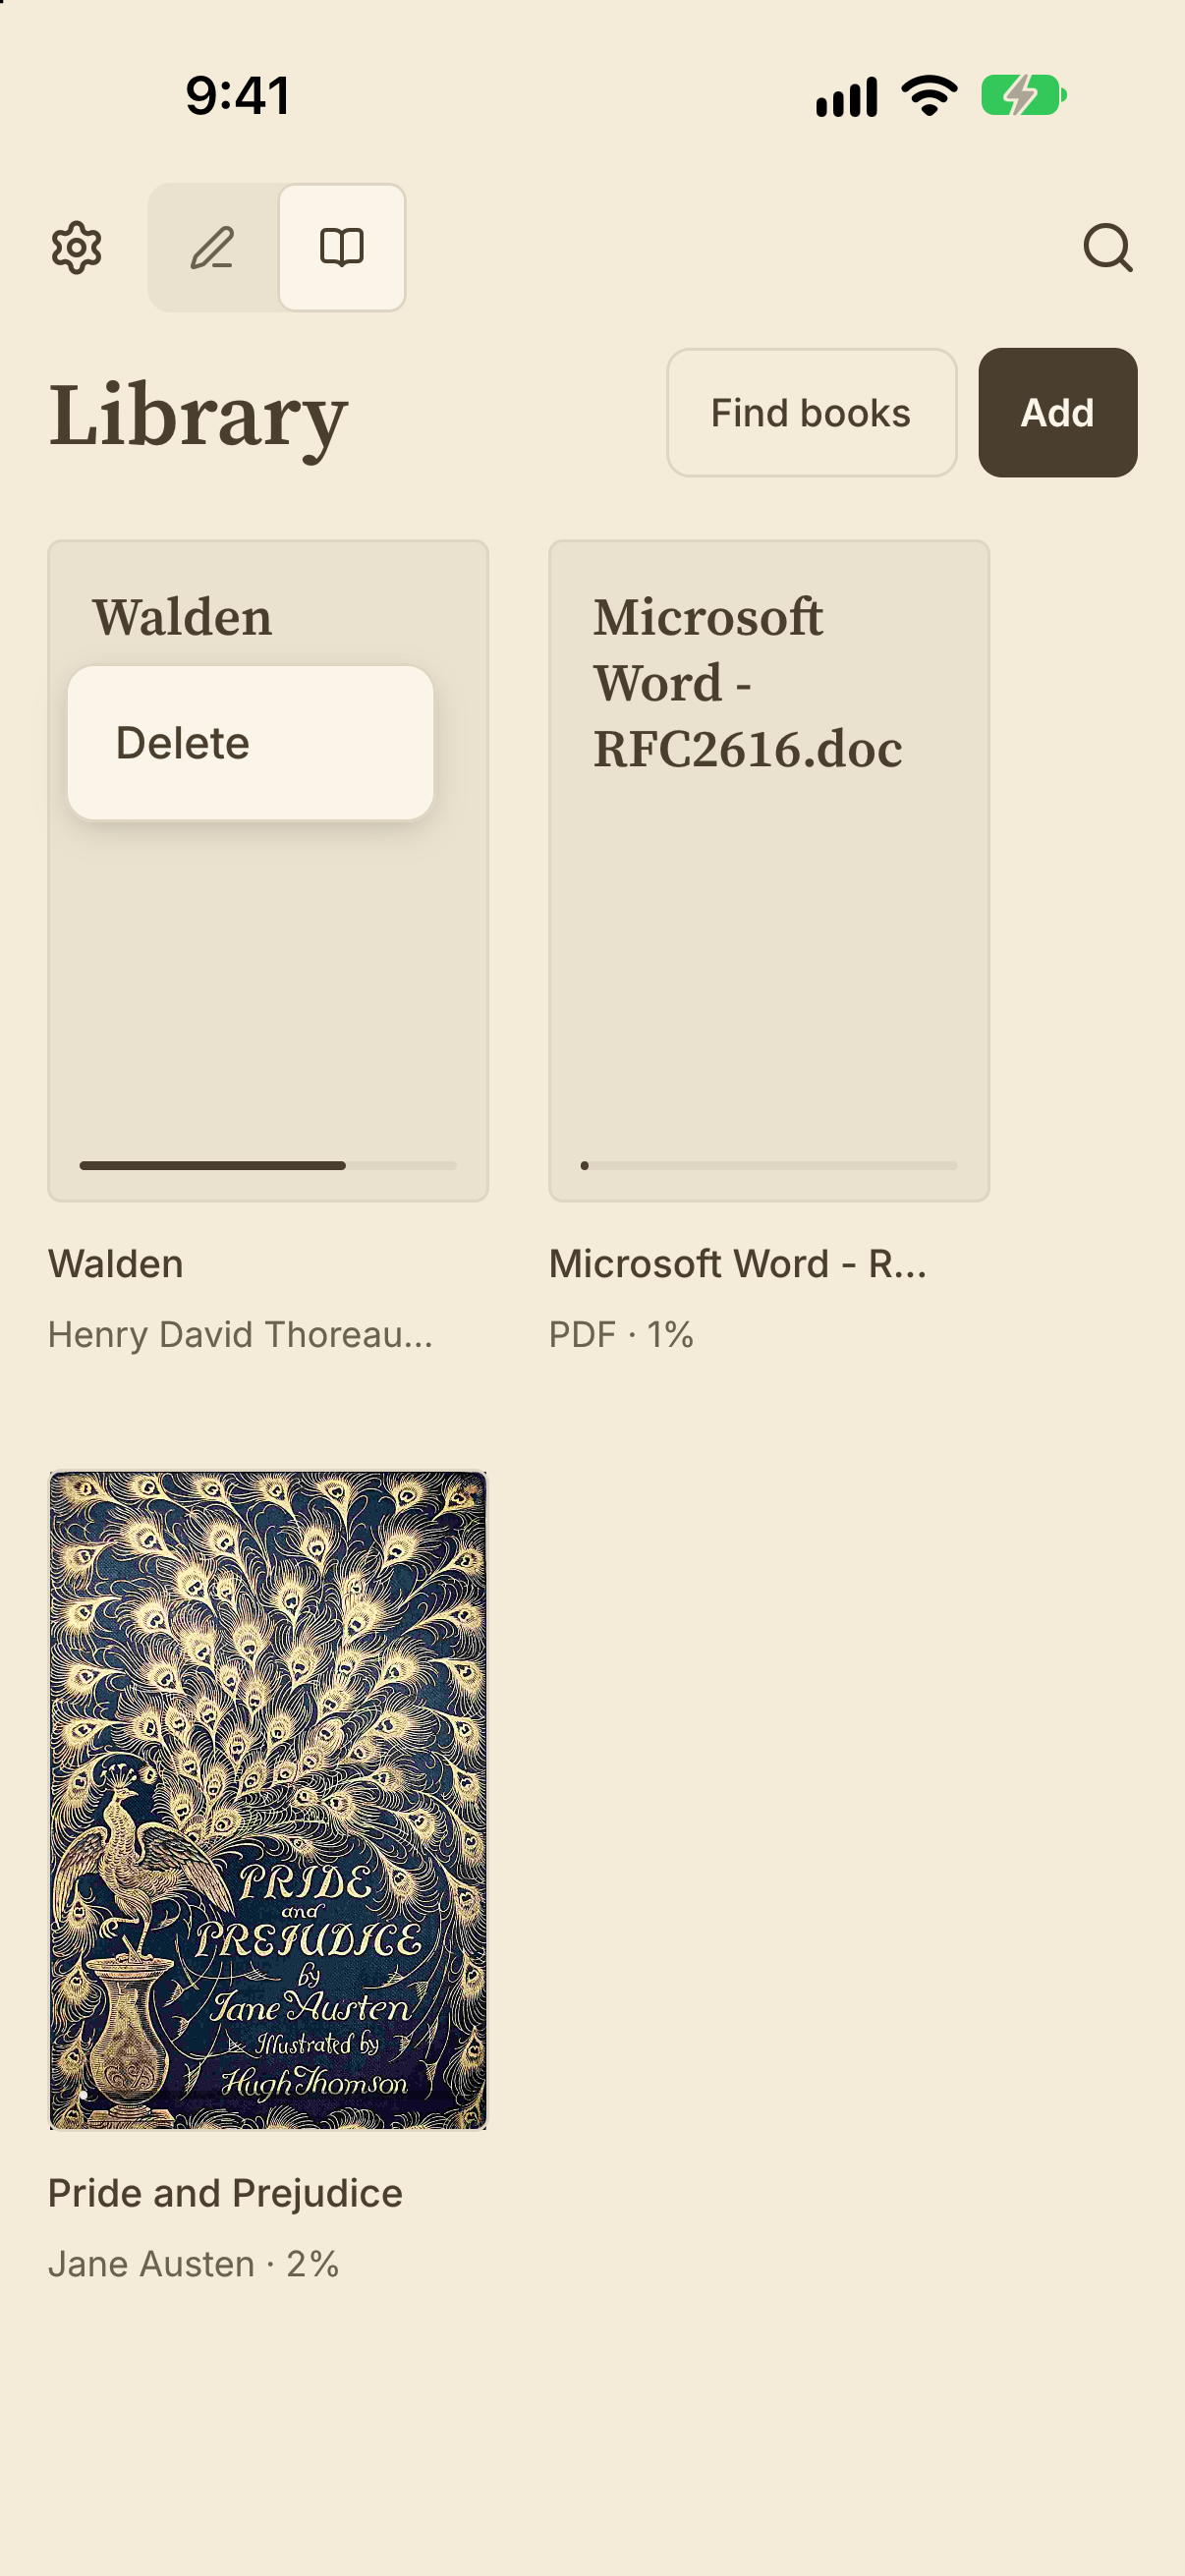 9:41
Library
Find books
Add
Walden
Delete
Microsoft
Word -
RFC2616.doc
Walden
Henry David Thoreau...
Microsoft Word - R...
PDF · 1%
PRIDE
and
PREJUDICE
by
Jane Austen
Illustrated by
Hugh Thomson
Pride and Prejudice
Jane Austen · 2%